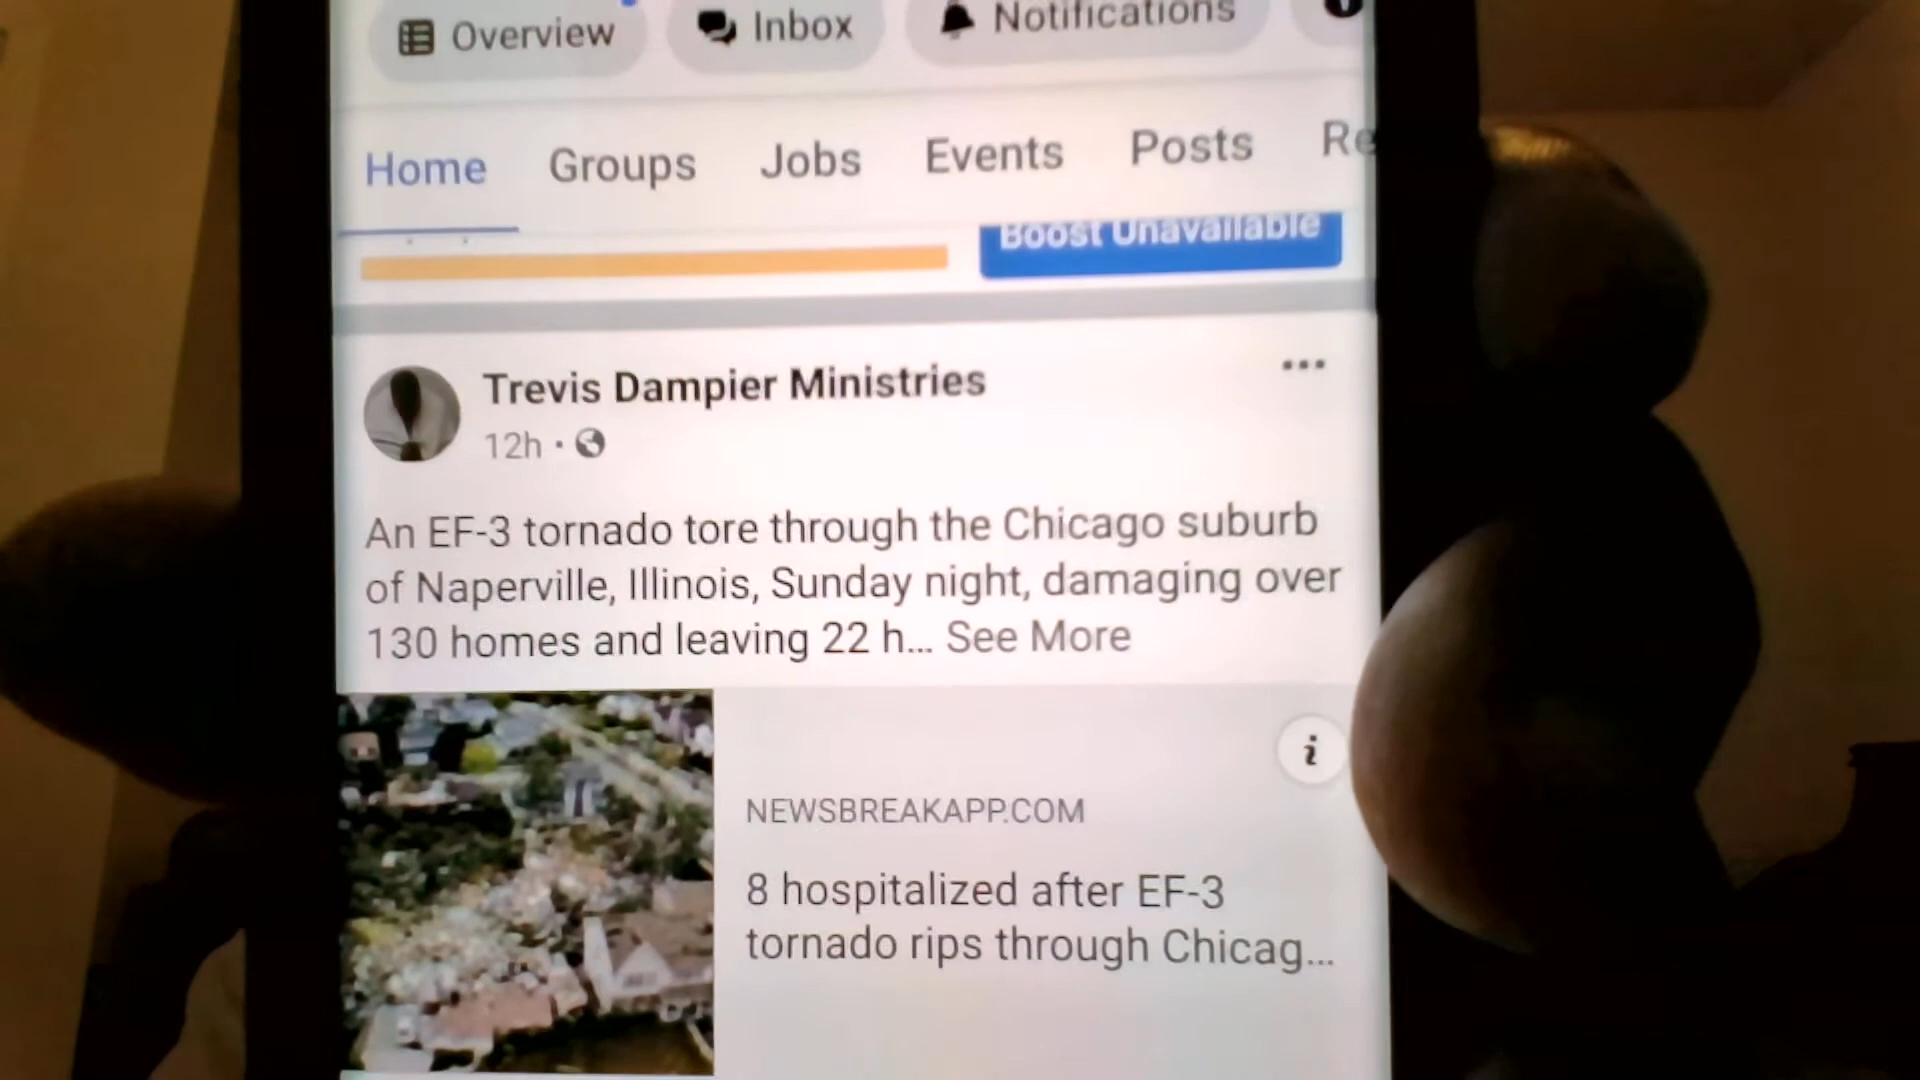 Overview Inbox Notifications
Home Groups Jobs Events Posts Re
Boost Unavailable
Trevis Dampier Ministries
12h ·
An EF-3 tornado tore through the Chicago suburb
of Naperville, Illinois, Sunday night, damaging over
130 homes and leaving 22 h... See More
i
NEWSBREAKAPP.COM
8 hospitalized after EF-3
tornado rips through Chicag...